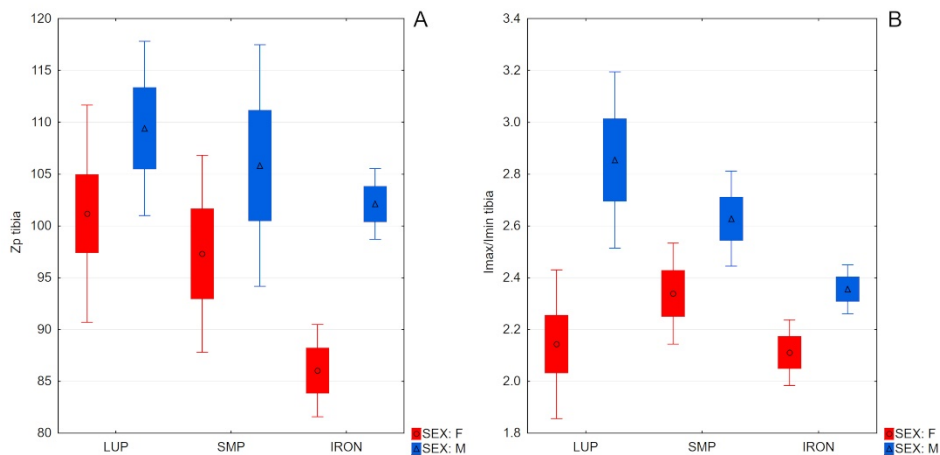 A
Zp tibia
120
115
110
105
100
95
90
85
80
LUP SMP IRON
SEX: F
SEX: M
B
Imax/Imin tibia
3.4
3.2
3.0
2.8
2.6
2.4
2.2
2.0
1.8
LUP SMP IRON
SEX: F
SEX: M